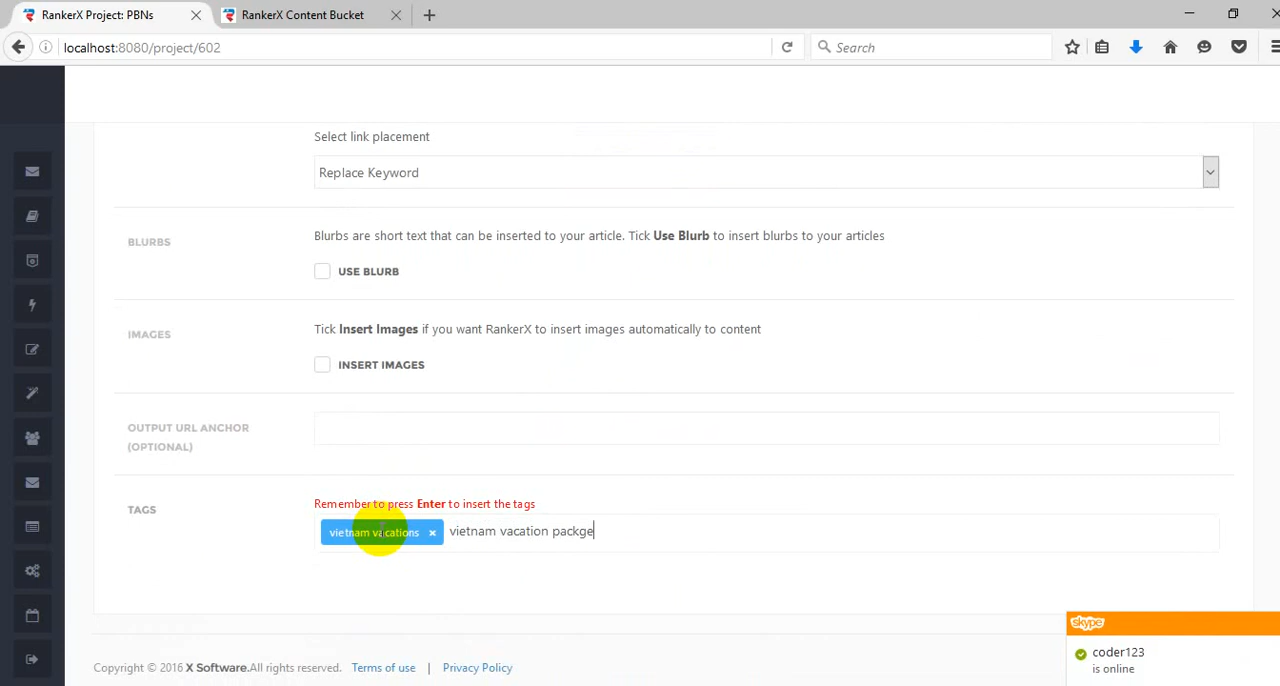 RankerX Project: PBNs
RankerX Content Bucket
localhost:8080/project/602
Search
Select link placement
Replace Keyword
BLURBS
Blurbs are short text that can be inserted to your article. Tick Use Blurb to insert blurbs to your articles
USE BLURB
IMAGES
Tick Insert Images if you want RankerX to insert images automatically to content
INSERT IMAGES
OUTPUT URL ANCHOR
(OPTIONAL)
TAGS
Remember to press Enter to insert the tags
vietnam vacations × vietnam vacation packge
Copyright © 2016 X Software.All rights reserved. Terms of use | Privacy Policy
skype
coder123
is online